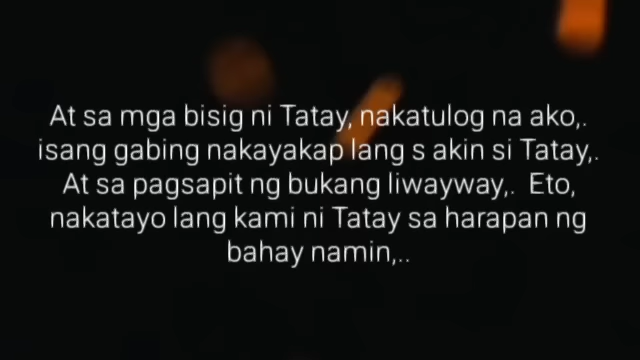 At sa mga bisig ni Tatay, nakatulog na ako,.
isang gabing nakayakap lang s akin si Tatay,.
At sa pagsapit ng bukang liwayway,.  Eto,
nakatayo lang kami ni Tatay sa harapan ng
bahay namin,..